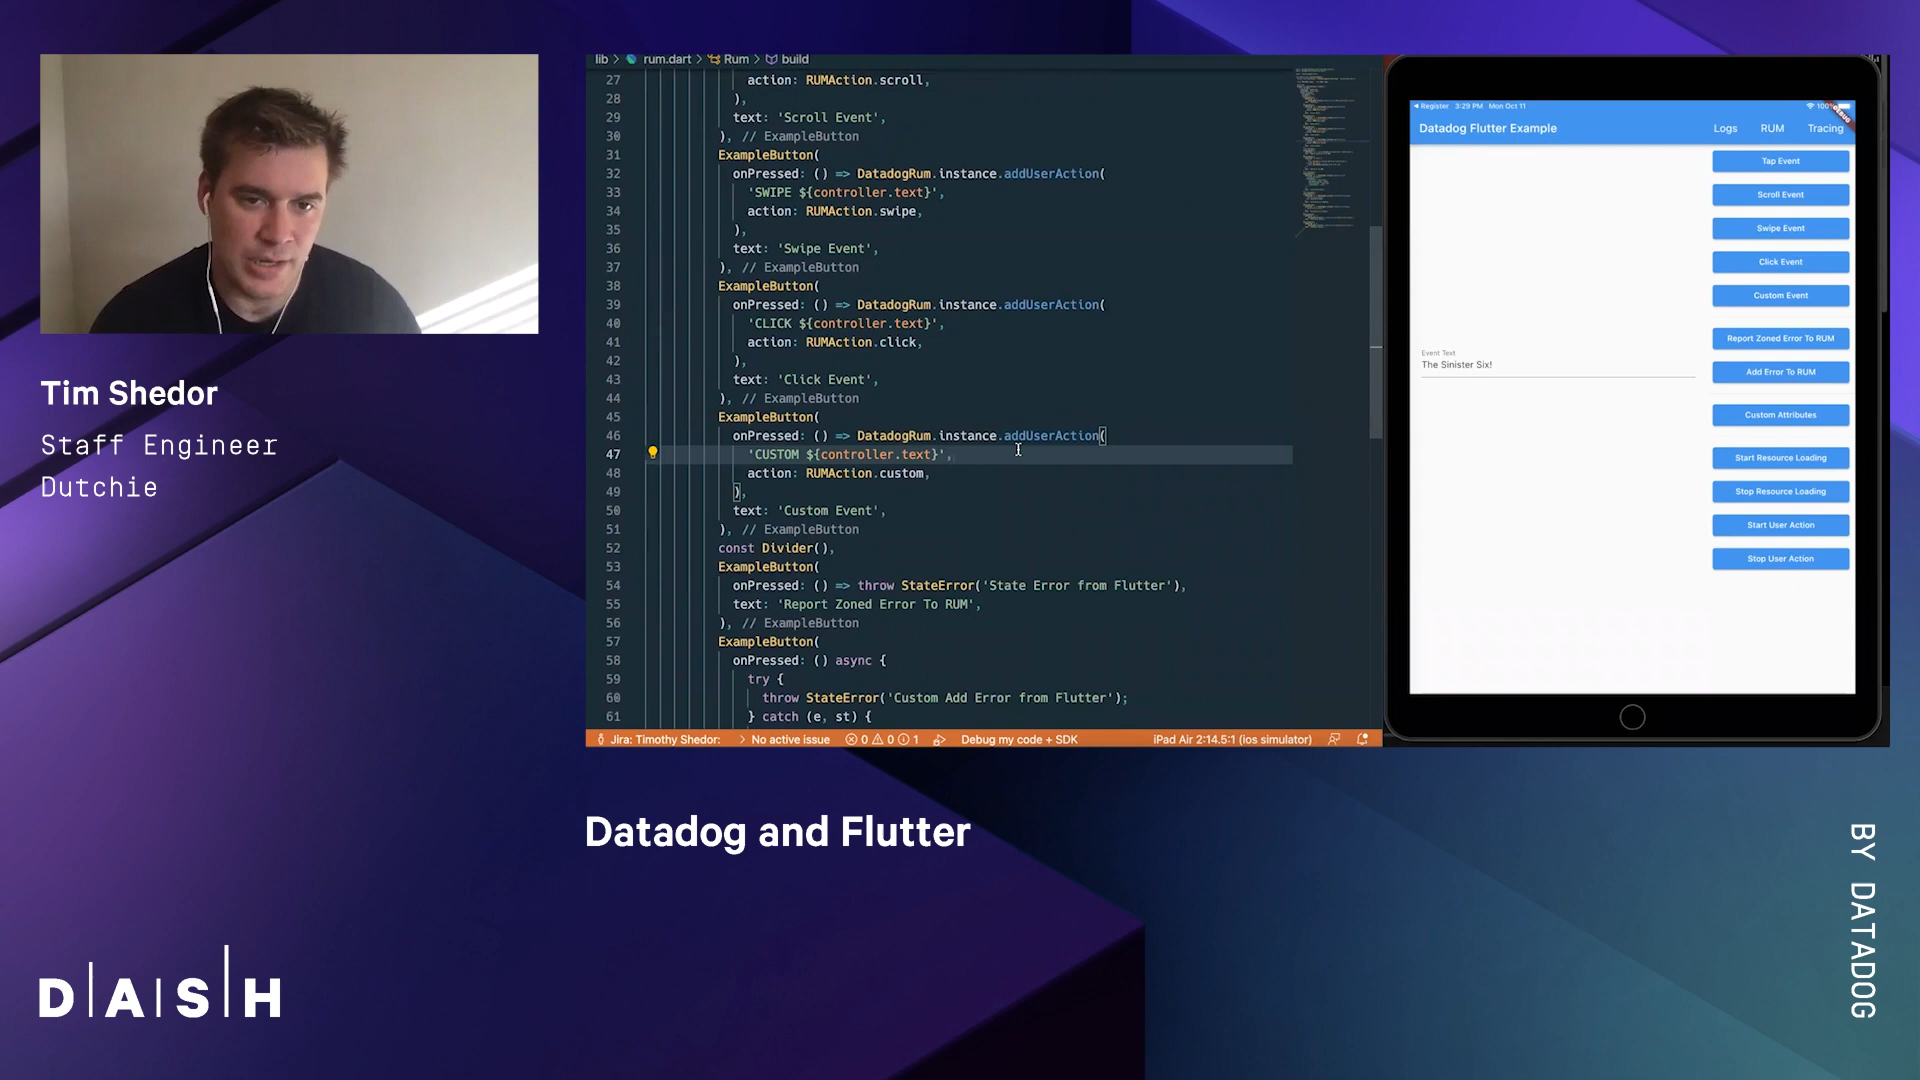 Tim Shedor
Staff Engineer
Dutchie
lib > rum.dart > Rum > build
27 action: RUMAction.scroll,
28 ),
29 text: 'Scroll Event',
30 ), // ExampleButton
31 ExampleButton(
32 onPressed: () => DatadogRum.instance.addUserAction(
33 'SWIPE ${controller.text}',
34 action: RUMAction.swipe,
35 ),
36 text: 'Swipe Event',
37 ), // ExampleButton
38 ExampleButton(
39 onPressed: () => DatadogRum.instance.addUserAction(
40 'CLICK ${controller.text}',
41 action: RUMAction.click,
42 ),
43 text: 'Click Event',
44 ), // ExampleButton
45 ExampleButton(
46 onPressed: () => DatadogRum.instance.addUserAction(
47 'CUSTOM ${controller.text}',
48 action: RUMAction.custom,
49 ),
50 text: 'Custom Event',
51 ), // ExampleButton
52 const Divider(),
53 ExampleButton(
54 onPressed: () => throw StateError('State Error from Flutter'),
55 text: 'Report Zoned Error To RUM',
56 ), // ExampleButton
57 ExampleButton(
58 onPressed: () async {
59 try {
60 throw StateError('Custom Add Error from Flutter');
61 } catch (e, st) {
Jira: Timothy Shedor: > No active issue 0 0 1 Debug my code + SDK iPad Air 2:14.5:1 (ios simulator)
Register 3:29 PM Mon Oct 11 100%
DEBUG
Datadog Flutter Example Logs RUM Tracing
Tap Event
Scroll Event
Swipe Event
Click Event
Custom Event
Report Zoned Error To RUM
Event Text
The Sinister Six!
Add Error To RUM
Custom Attributes
Start Resource Loading
Stop Resource Loading
Start User Action
Stop User Action
Datadog and Flutter
DASH
BY DATADOG